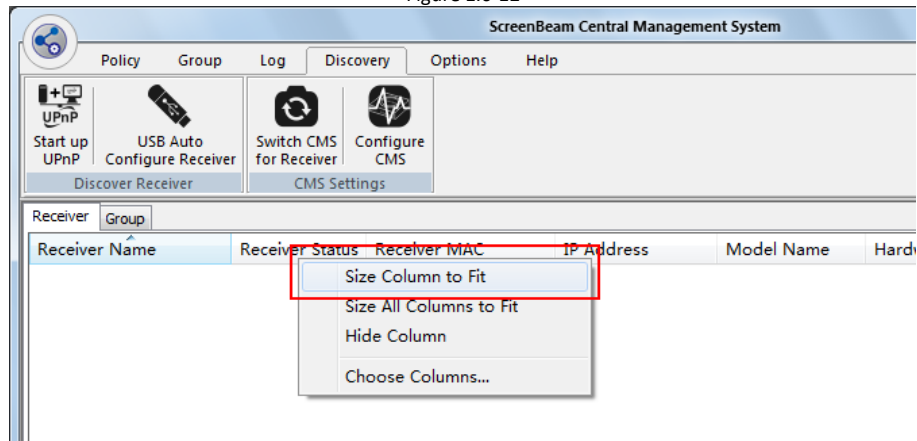 ScreenBeam Central Management System
Policy Group Log Discovery Options Help
UPnP
Start up UPnP
USB Auto Configure Receiver
Switch CMS for Receiver
Configure CMS
Discover Receiver CMS Settings
Receiver Group
Receiver Name Receiver Status Receiver MAC IP Address Model Name
Size Column to Fit
Size All Columns to Fit
Hide Column
Choose Columns...